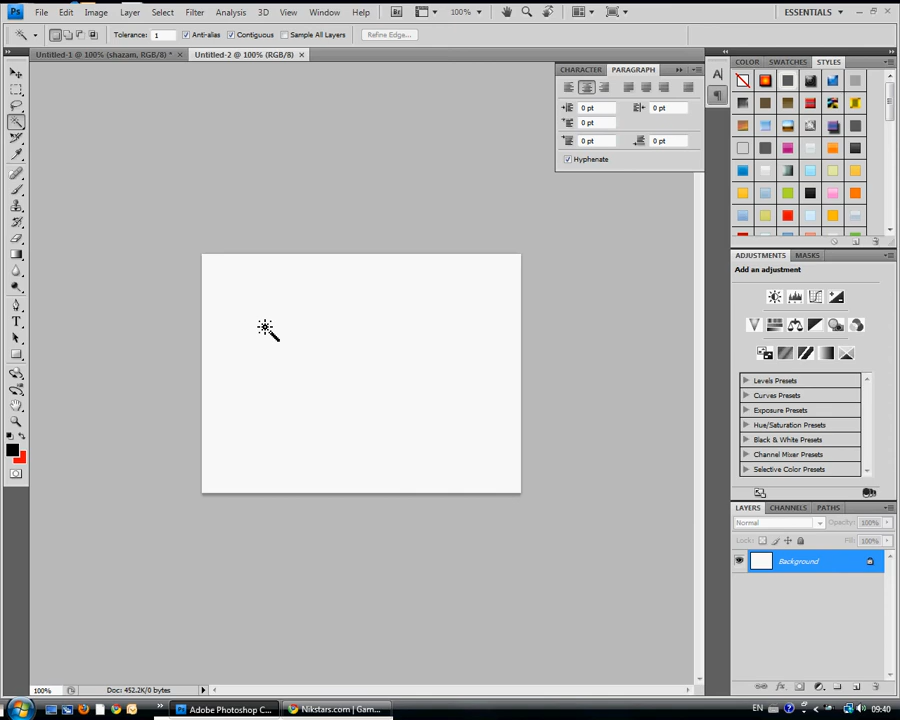 Ps File Edit Image Layer Select Filter Analysis 3D View Window Help Br 100% ESSENTIALS
Tolerance: 1 Anti-alias Contiguous Sample All Layers Refine Edge...
Untitled-1 @ 100% (shazam, RGB/8) * × Untitled-2 @ 100% (RGB/8) ×
CHARACTER PARAGRAPH
0 pt 0 pt
0 pt
0 pt 0 pt
Hyphenate
COLOR SWATCHES STYLES
ADJUSTMENTS MASKS
Add an adjustment
Levels Presets
Curves Presets
Exposure Presets
Hue/Saturation Presets
Black & White Presets
Channel Mixer Presets
Selective Color Presets
LAYERS CHANNELS PATHS
Normal Opacity: 100%
Lock: Fill: 100%
Background
100% Doc: 452.2K/0 bytes
Adobe Photoshop C... Nikstars.com | Gam... EN 09:40